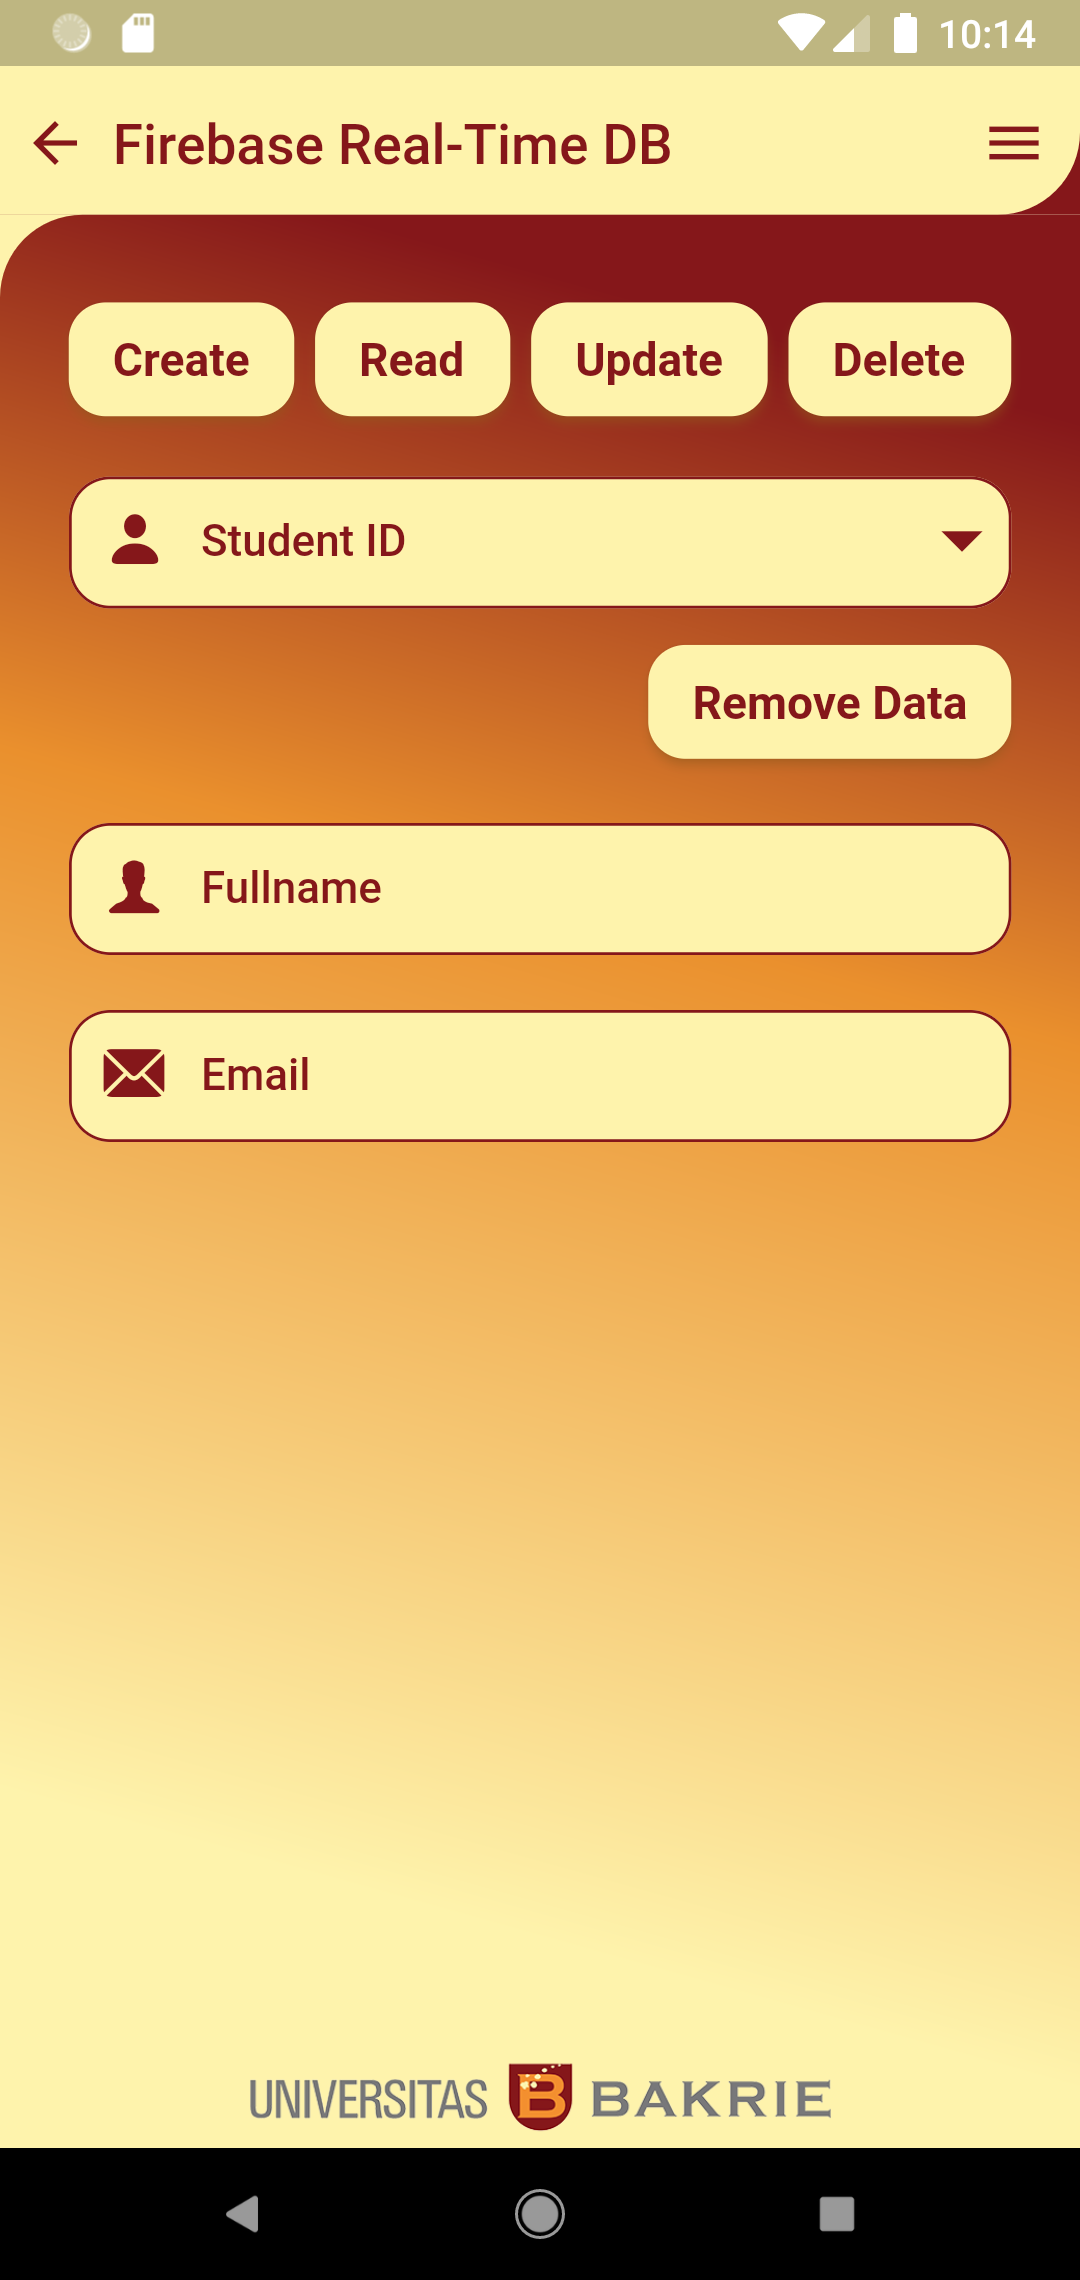 10:14
Firebase Real-Time DB
Create Read Update Delete
Student ID
Remove Data
Fullname
Email
UNIVERSITAS B BAKRIE